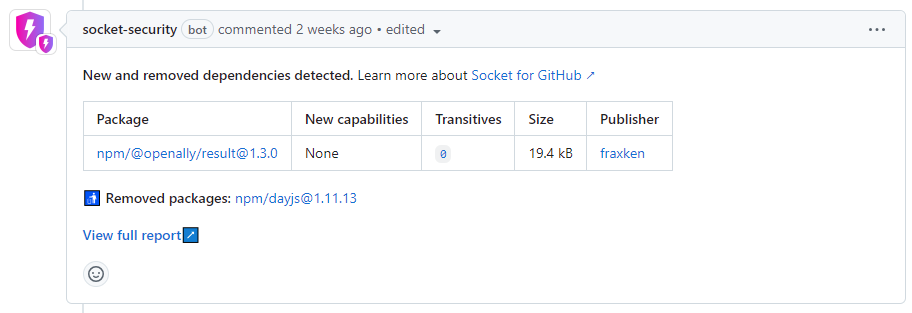 socket-security bot commented 2 weeks ago • edited
New and removed dependencies detected. Learn more about Socket for GitHub ↗
Package New capabilities Transitives Size Publisher
npm/@openally/result@1.3.0 None 0 19.4 kB fraxken
🚮 Removed packages: npm/dayjs@1.11.13
View full report↗